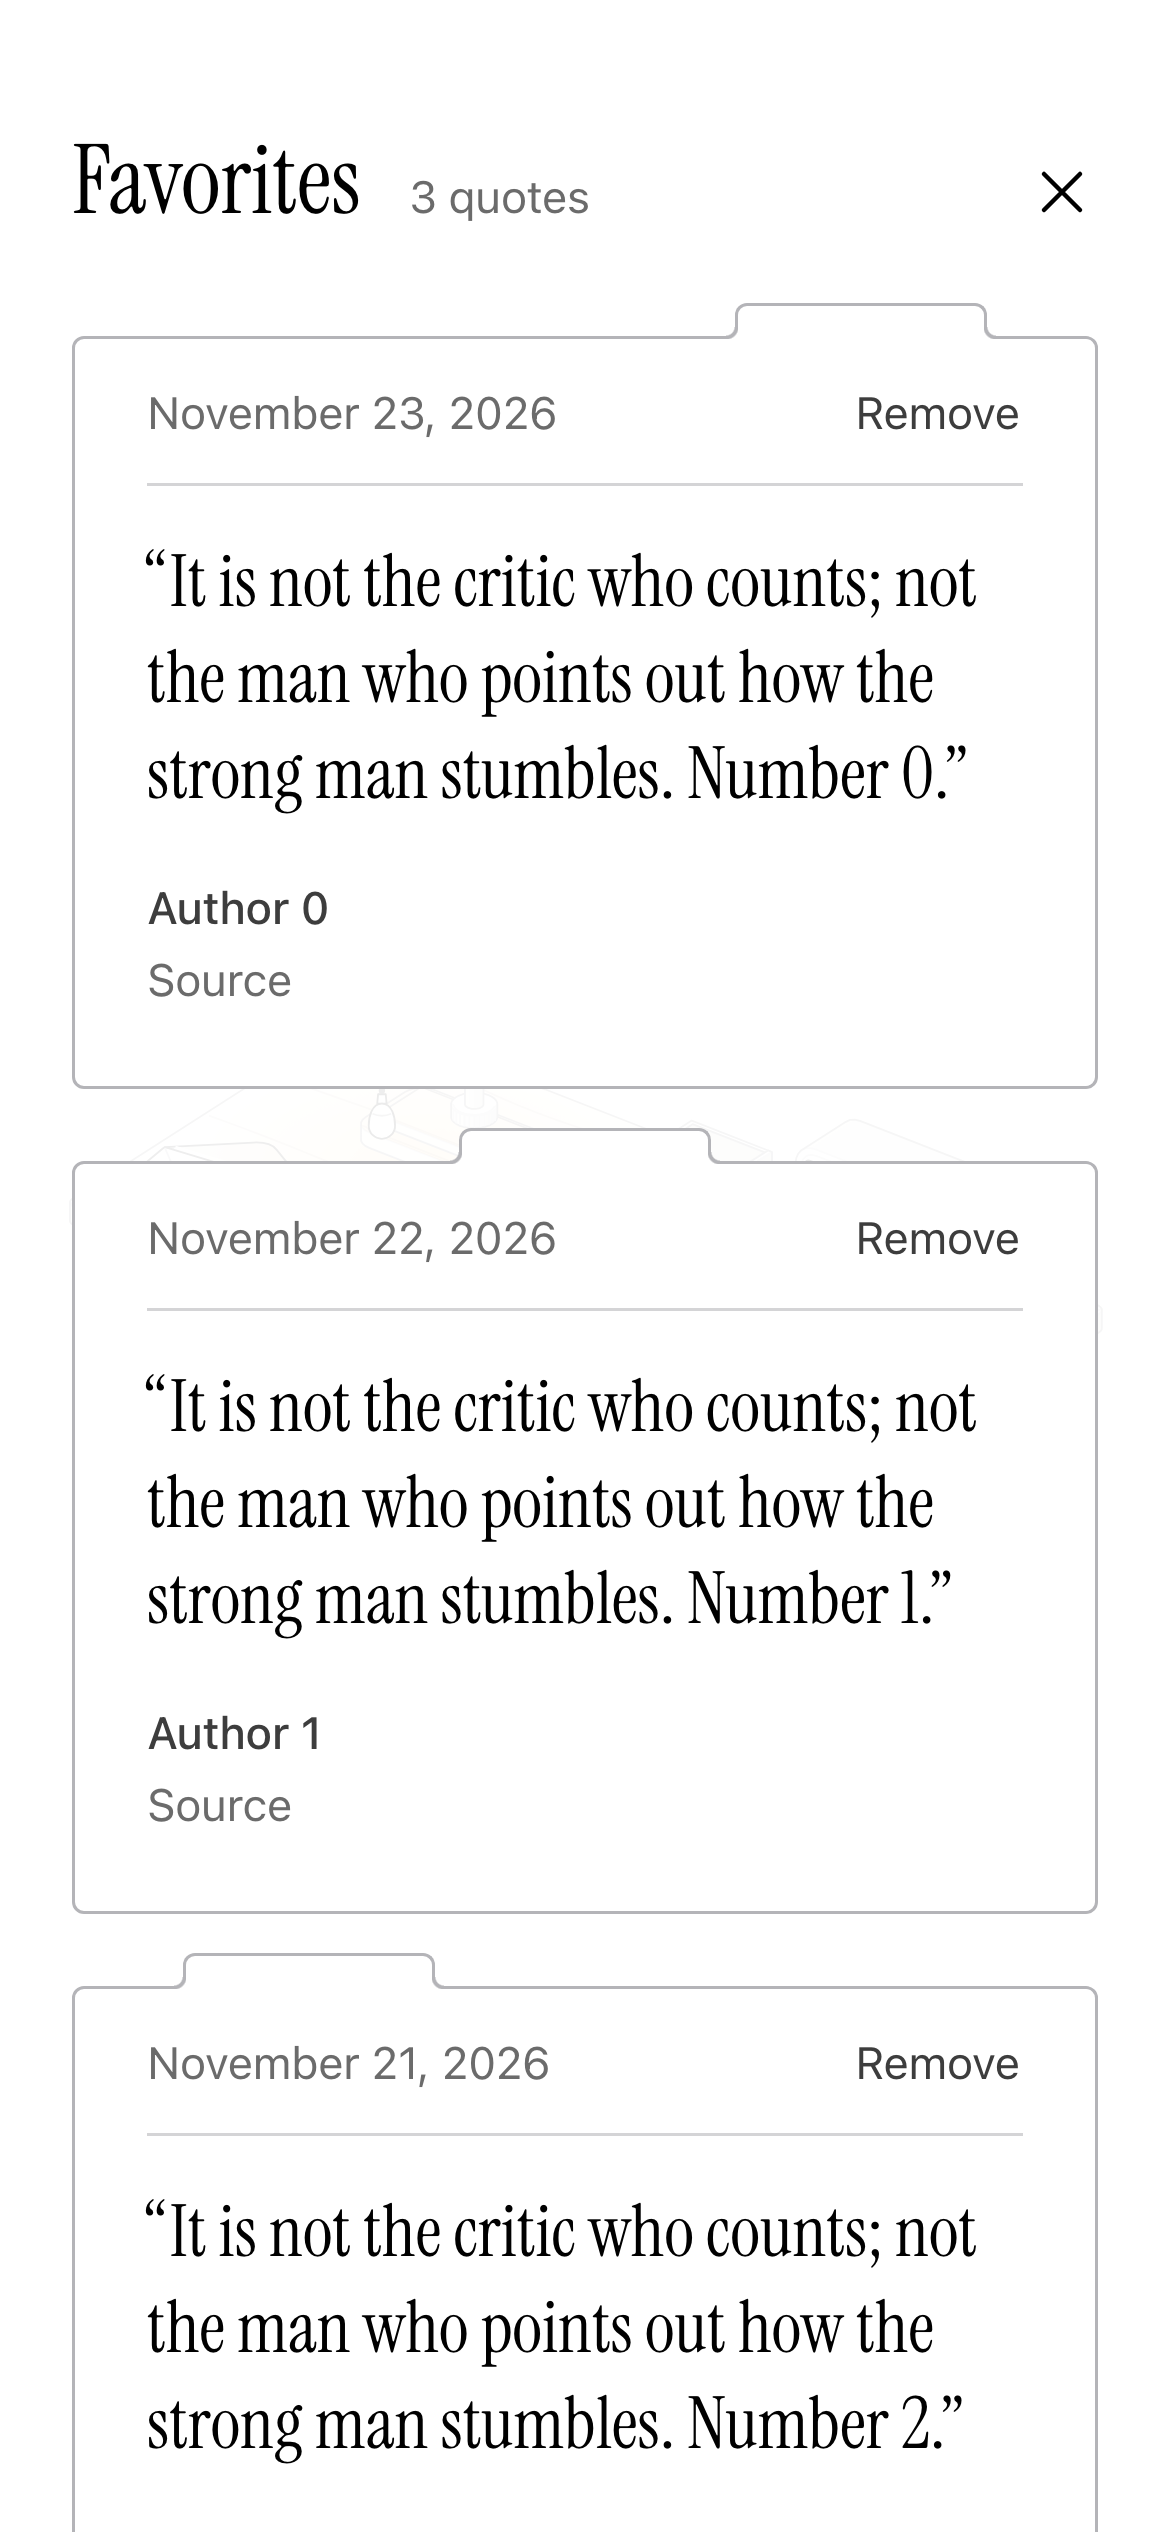 Favorites 3 quotes
November 23, 2026 Remove
“It is not the critic who counts; not
the man who points out how the
strong man stumbles. Number 0.”
Author 0
Source
November 22, 2026 Remove
“It is not the critic who counts; not
the man who points out how the
strong man stumbles. Number 1.”
Author 1
Source
November 21, 2026 Remove
“It is not the critic who counts; not
the man who points out how the
strong man stumbles. Number 2.”